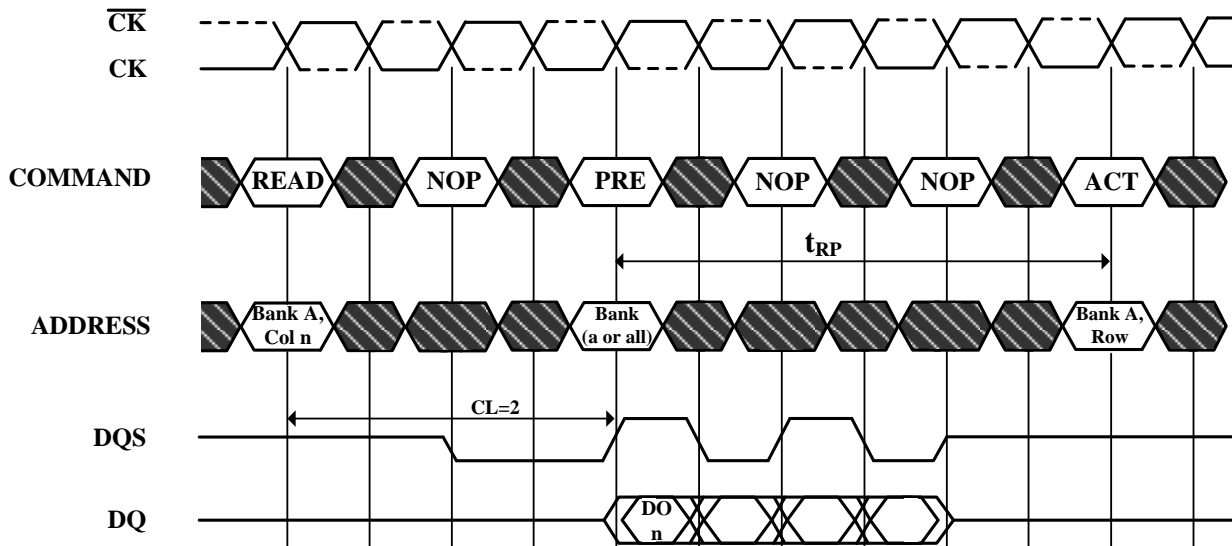 CK
CK
COMMAND READ NOP PRE NOP NOP ACT
tRP
ADDRESS Bank A, Col n Bank (a or all) Bank A, Row
CL=2
DQS
DQ DO n